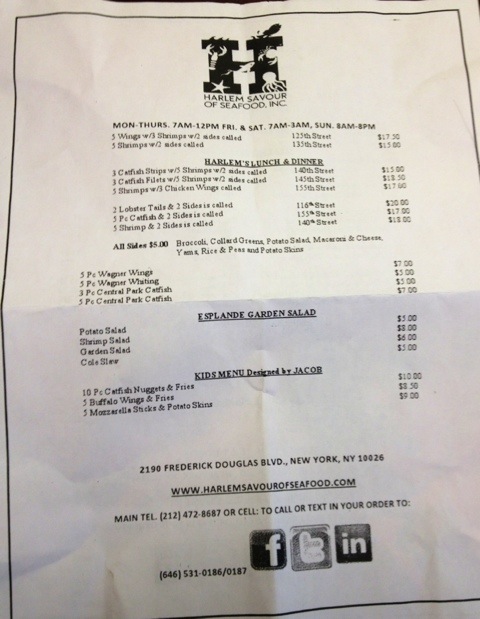 HARLEM SAVOUR
OF SEAFOOD, INC.
MON-THURS. 7AM-12PM FRI. & SAT. 7AM-3AM, SUN. 8AM-8PM
5 Wings w/3 Shrimps w/2 sides called 125th Street $17.50
5 Shrimps w/2 sides called 135th Street $15.00
HARLEM'S LUNCH & DINNER
3 Catfish Strips w/5 Shrimps w/2 sides called 140th Street $15.00
3 Catfish Filets w/5 Shrimps w/2 sides called 145th Street $18.50
5 Shrimps w/3 Chicken Wings called 155th Street $17.00
2 Lobster Tails & 2 Sides is called 116th Street $20.00
5 Pc Catfish & 2 Sides is called 155th Street $17.00
5 Shrimp & 2 Sides is called 140th Street $18.00
All Sides $5.00 Broccoli, Collard Greens, Potato Salad, Macaroni & Cheese,
Yams, Rice & Peas and Potato Skins
5 Pc Wagner Wings $7.00
5 Pc Wagner Whiting $5.00
3 Pc Central Park Catfish $5.00
5 Pc Central Park Catfish $7.00
ESPLANDE GARDEN SALAD
Potato Salad $5.00
Shrimp Salad $8.00
Garden Salad $6.00
Cole Slaw $5.00
KIDS MENU Designed by JACOB
10 Pc Catfish Nuggets & Fries $10.00
5 Buffalo Wings & Fries $8.50
5 Mozzarella Sticks & Potato Skins $9.00
2190 FREDERICK DOUGLAS BLVD., NEW YORK, NY 10026
WWW.HARLEMSAVOUROFSEAFOOD.COM
MAIN TEL. (212) 472-8687 OR CELL: TO CALL OR TEXT IN YOUR ORDER TO:
f t in
(646) 531-0186/0187